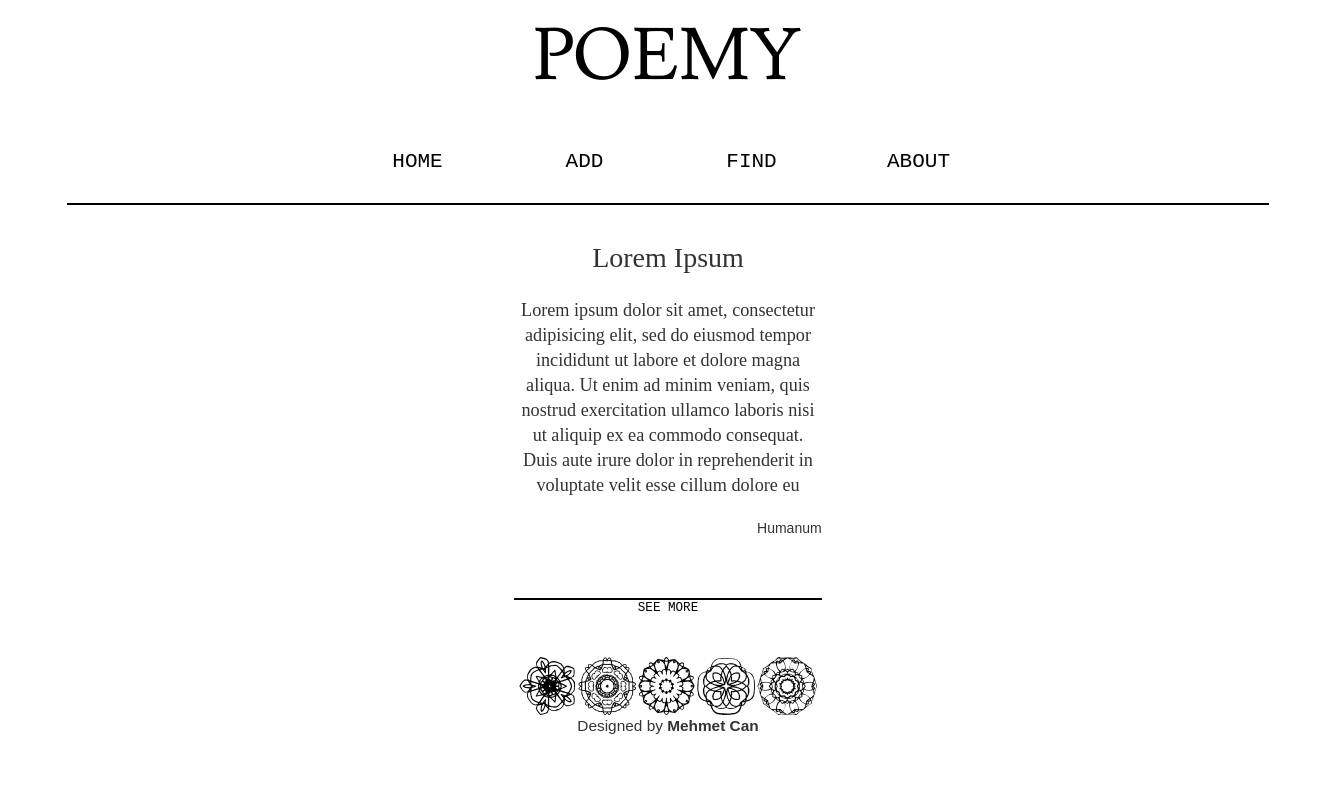 POEMY
HOME ADD FIND ABOUT
Lorem Ipsum
Lorem ipsum dolor sit amet, consectetur
adipisicing elit, sed do eiusmod tempor
incididunt ut labore et dolore magna
aliqua. Ut enim ad minim veniam, quis
nostrud exercitation ullamco laboris nisi
ut aliquip ex ea commodo consequat.
Duis aute irure dolor in reprehenderit in
voluptate velit esse cillum dolore eu
Humanum
SEE MORE
Designed by Mehmet Can